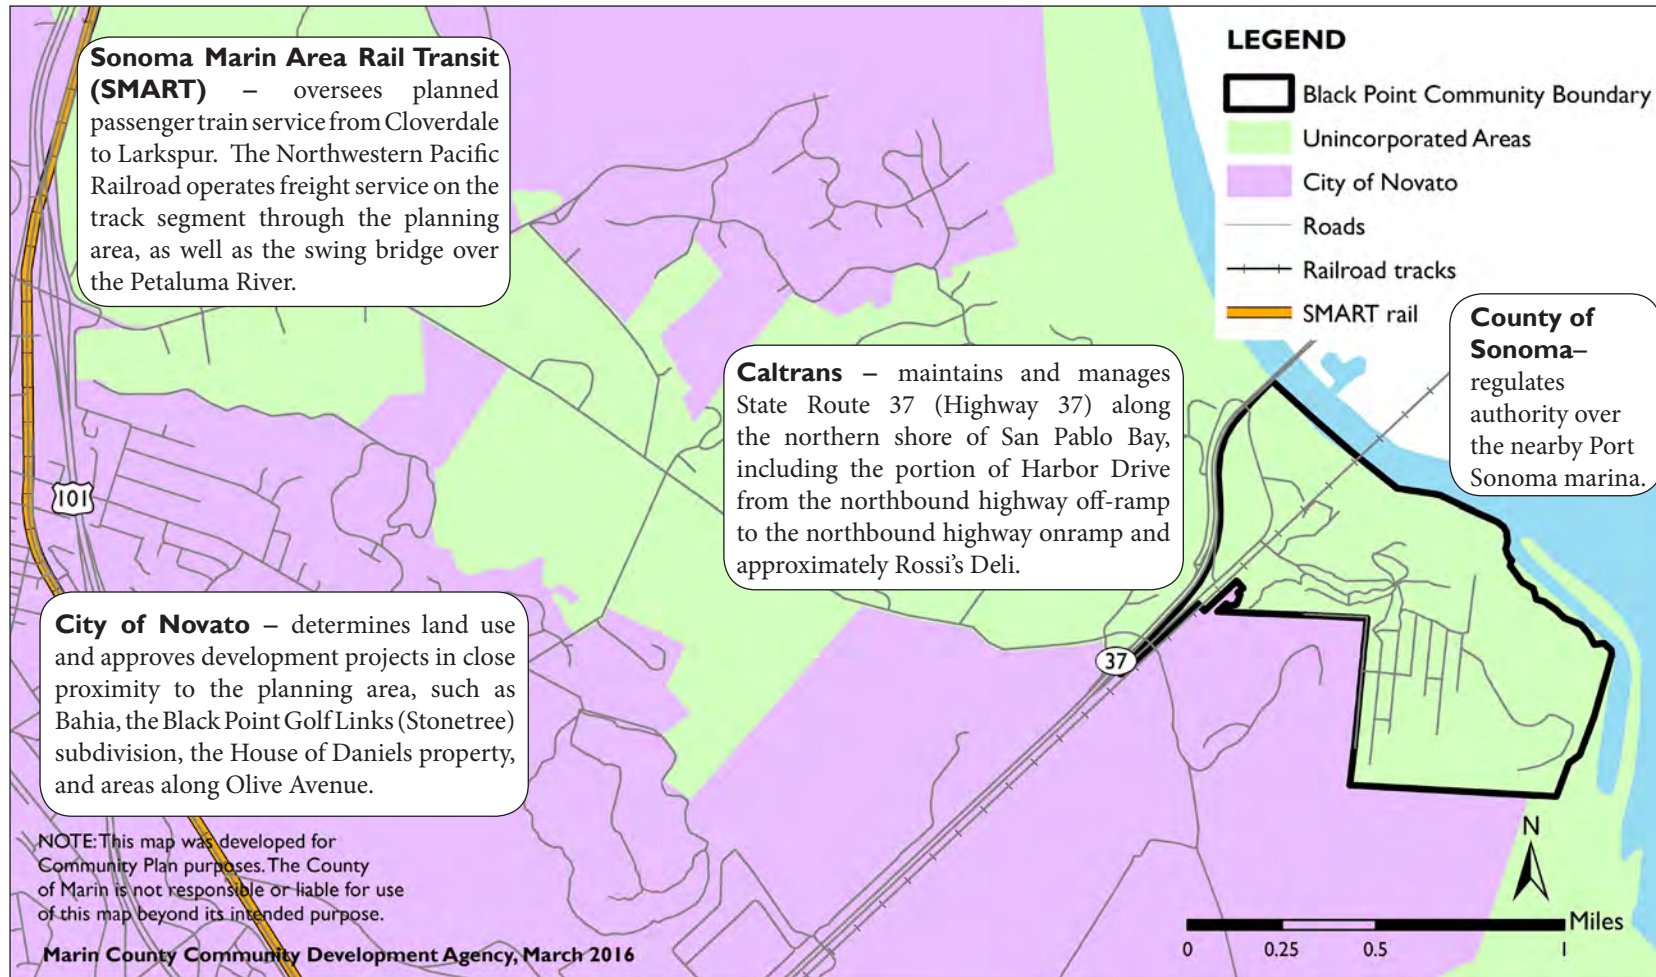 Sonoma Marin Area Rail Transit
(SMART) – oversees planned
passenger train service from Cloverdale
to Larkspur. The Northwestern Pacific
Railroad operates freight service on the
track segment through the planning
area, as well as the swing bridge over
the Petaluma River.
LEGEND
Black Point Community Boundary
Unincorporated Areas
City of Novato
Roads
Railroad tracks
SMART rail
County of
Sonoma–
regulates
authority over
the nearby Port
Sonoma marina.
Caltrans – maintains and manages
State Route 37 (Highway 37) along
the northern shore of San Pablo Bay,
including the portion of Harbor Drive
from the northbound highway off-ramp
to the northbound highway onramp and
approximately Rossi's Deli.
101
37
City of Novato – determines land use
and approves development projects in close
proximity to the planning area, such as
Bahia, the Black Point Golf Links (Stonetree)
subdivision, the House of Daniels property,
and areas along Olive Avenue.
NOTE: This map was developed for
Community Plan purposes. The County
of Marin is not responsible or liable for use
of this map beyond its intended purpose.
Marin County Community Development Agency, March 2016
N
Miles
0 0.25 0.5 1